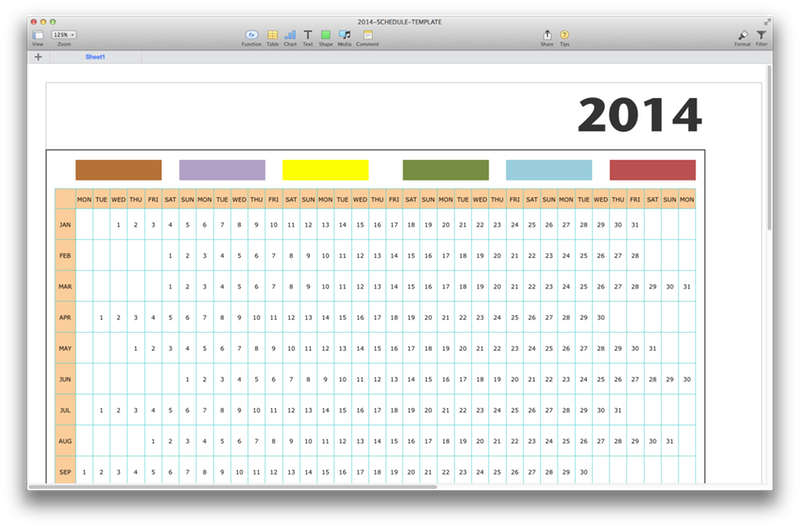 2014-SCHEDULE-TEMPLATE
125%
View Zoom Function Table Chart Text Shape Media Comment Share Tips Format Filter
+ Sheet1
2014
MON TUE WED THU FRI SAT SUN MON TUE WED THU FRI SAT SUN MON TUE WED THU FRI SAT SUN MON TUE WED THU FRI SAT SUN MON TUE WED THU FRI SAT SUN MON
JAN 1 2 3 4 5 6 7 8 9 10 11 12 13 14 15 16 17 18 19 20 21 22 23 24 25 26 27 28 29 30 31
FEB 1 2 3 4 5 6 7 8 9 10 11 12 13 14 15 16 17 18 19 20 21 22 23 24 25 26 27 28
MAR 1 2 3 4 5 6 7 8 9 10 11 12 13 14 15 16 17 18 19 20 21 22 23 24 25 26 27 28 29 30 31
APR 1 2 3 4 5 6 7 8 9 10 11 12 13 14 15 16 17 18 19 20 21 22 23 24 25 26 27 28 29 30
MAY 1 2 3 4 5 6 7 8 9 10 11 12 13 14 15 16 17 18 19 20 21 22 23 24 25 26 27 28 29 30 31
JUN 1 2 3 4 5 6 7 8 9 10 11 12 13 14 15 16 17 18 19 20 21 22 23 24 25 26 27 28 29 30
JUL 1 2 3 4 5 6 7 8 9 10 11 12 13 14 15 16 17 18 19 20 21 22 23 24 25 26 27 28 29 30 31
AUG 1 2 3 4 5 6 7 8 9 10 11 12 13 14 15 16 17 18 19 20 21 22 23 24 25 26 27 28 29 30 31
SEP 1 2 3 4 5 6 7 8 9 10 11 12 13 14 15 16 17 18 19 20 21 22 23 24 25 26 27 28 29 30